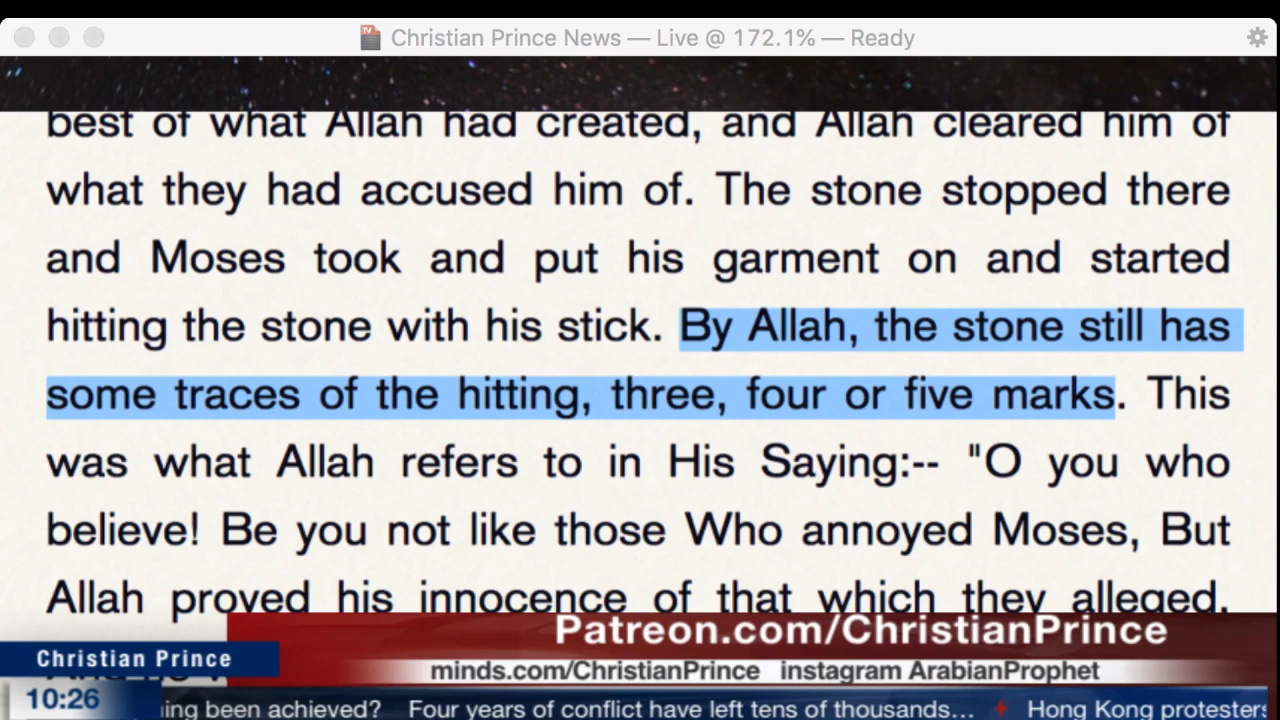 Christian Prince News — Live @ 172.1% — Ready
best of what Allah had created, and Allah cleared him of
what they had accused him of. The stone stopped there
and Moses took and put his garment on and started
hitting the stone with his stick. By Allah, the stone still has
some traces of the hitting, three, four or five marks. This
was what Allah refers to in His Saying:-- "O you who
believe! Be you not like those Who annoyed Moses, But
Allah proved his innocence of that which they alleged,
Patreon.com/ChristianPrince
Christian Prince
minds.com/ChristianPrince instagram ArabianProphet
10:26
been achieved? Four years of conflict have left tens of thousands... Hong Kong protesters